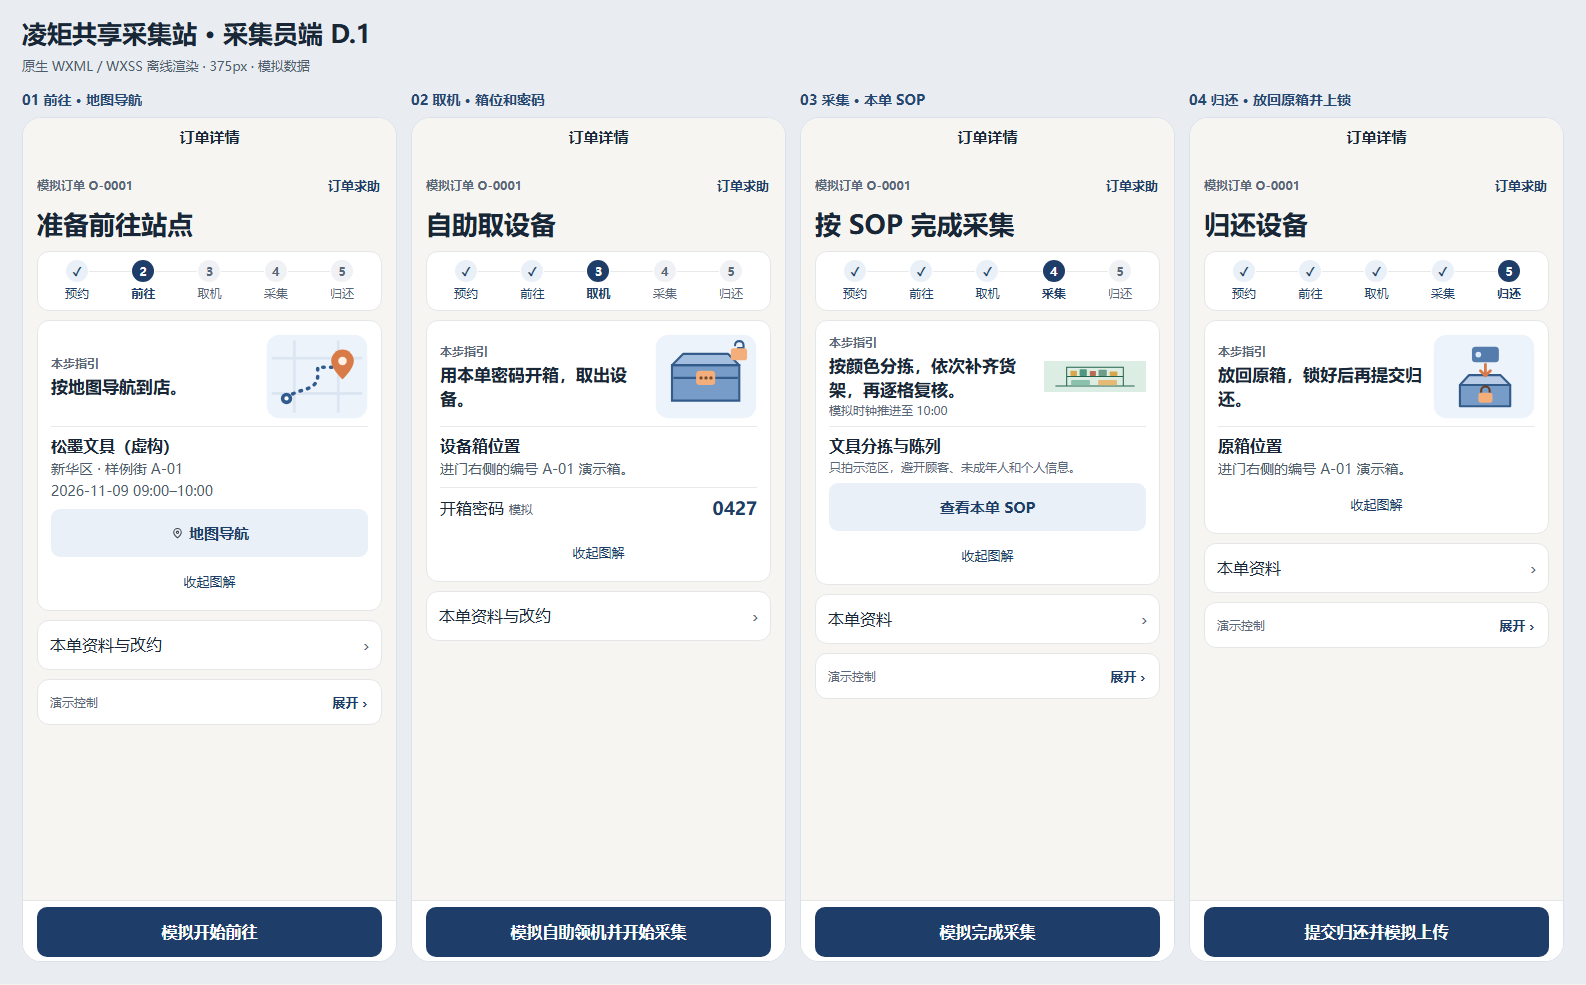 凌矩共享采集站 • 采集员端 D.1
原生 WXML / WXSS 离线渲染 · 375px · 模拟数据
01 前往 • 地图导航
订单详情
模拟订单 O-0001
订单求助
准备前往站点
✓ 2 3 4 5
预约 前往 取机 采集 归还
本步指引
按地图导航到店。
松墨文具（虚构）
新华区 · 样例街 A-01
2026-11-09 09:00–10:00
地图导航
收起图解
本单资料与改约 ›
演示控制 展开 ›
模拟开始前往
02 取机 • 箱位和密码
订单详情
模拟订单 O-0001
订单求助
自助取设备
✓ ✓ 3 4 5
预约 前往 取机 采集 归还
本步指引
用本单密码开箱，取出设
备。
设备箱位置
进门右侧的编号 A-01 演示箱。
开箱密码 模拟 0427
收起图解
本单资料与改约 ›
模拟自助领机并开始采集
03 采集 • 本单 SOP
订单详情
模拟订单 O-0001
订单求助
按 SOP 完成采集
✓ ✓ ✓ 4 5
预约 前往 取机 采集 归还
本步指引
按颜色分拣，依次补齐货
架，再逐格复核。
模拟时钟推进至 10:00
文具分拣与陈列
只拍示范区，避开顾客、未成年人和个人信息。
查看本单 SOP
收起图解
本单资料 ›
演示控制 展开 ›
模拟完成采集
04 归还 • 放回原箱并上锁
订单详情
模拟订单 O-0001
订单求助
归还设备
✓ ✓ ✓ ✓ 5
预约 前往 取机 采集 归还
本步指引
放回原箱，锁好后再提交归
还。
原箱位置
进门右侧的编号 A-01 演示箱。
收起图解
本单资料 ›
演示控制 展开 ›
提交归还并模拟上传